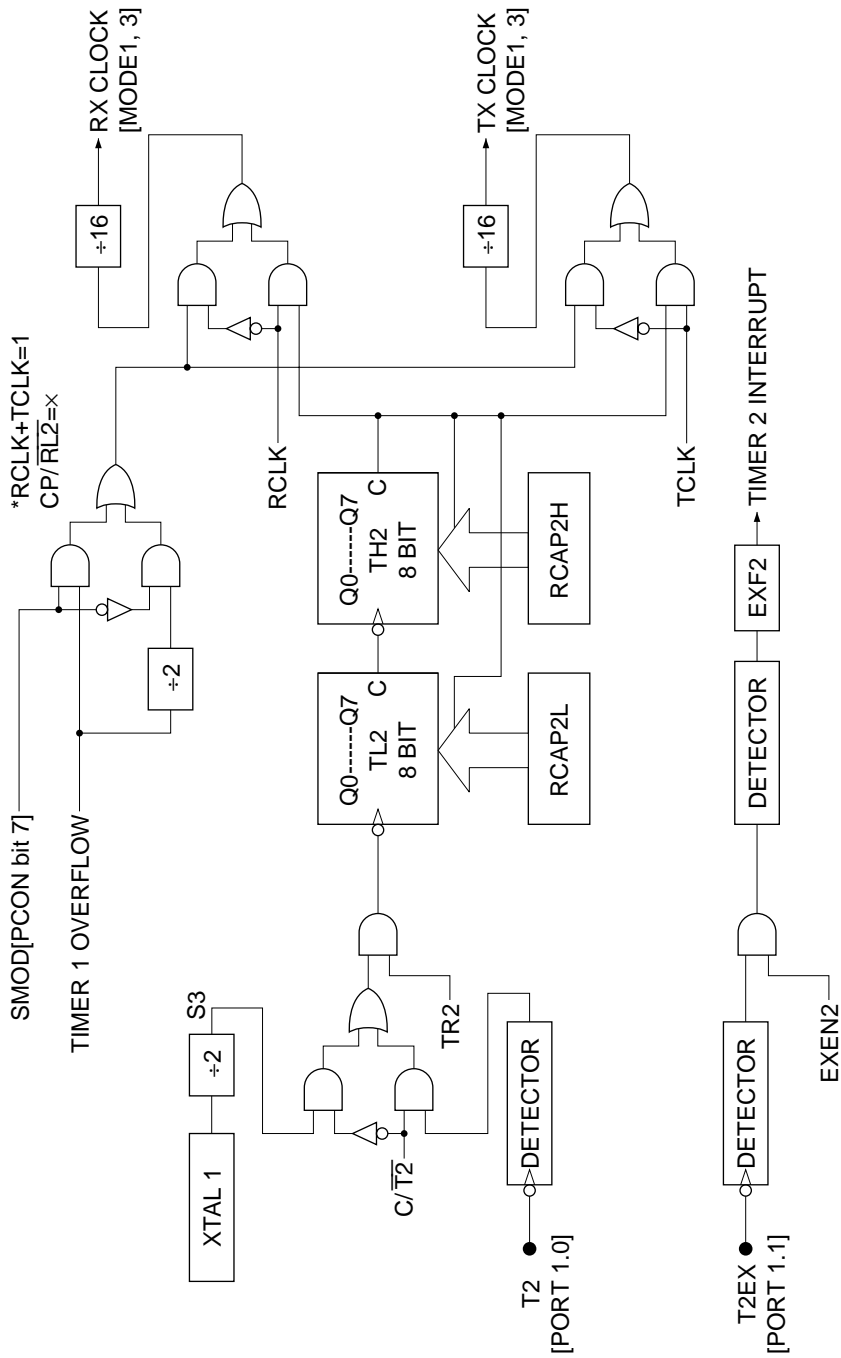 SMOD[PCON bit 7]
TIMER 1 OVERFLOW
÷2
*RCLK+TCLK=1
CP/R̅L̅2̅=×
÷16
RX CLOCK
[MODE1, 3]
XTAL 1
÷2
S3
C/T̅2̅
TR2
T2
[PORT 1.0]
DETECTOR
Q0------Q7
TL2
8 BIT
C
RCAP2L
Q0------Q7
TH2
8 BIT
C
RCAP2H
RCLK
÷16
TX CLOCK
[MODE1, 3]
TCLK
T2EX
[PORT 1.1]
DETECTOR
EXEN2
DETECTOR
EXF2
TIMER 2 INTERRUPT